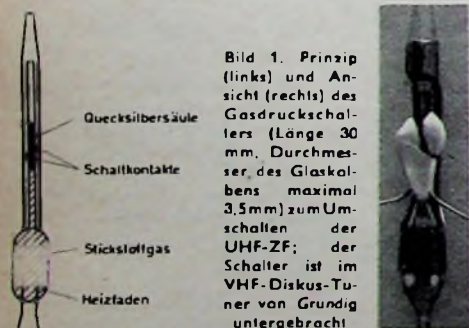 Quecksilbersäule
Schaltkontakte
Stickstoffgas
Heizfaden
Bild 1. Prinzip
(links) und An-
sicht (rechts) des
Gasdruckschal-
ters (Länge 30
mm, Durchmes-
ser des Glaskol-
bens maximal
3,5mm) zum Um-
schalten der
UHF-ZF; der
Schalter ist im
VHF-Diskus-Tu-
ner von Grundig
untergebracht